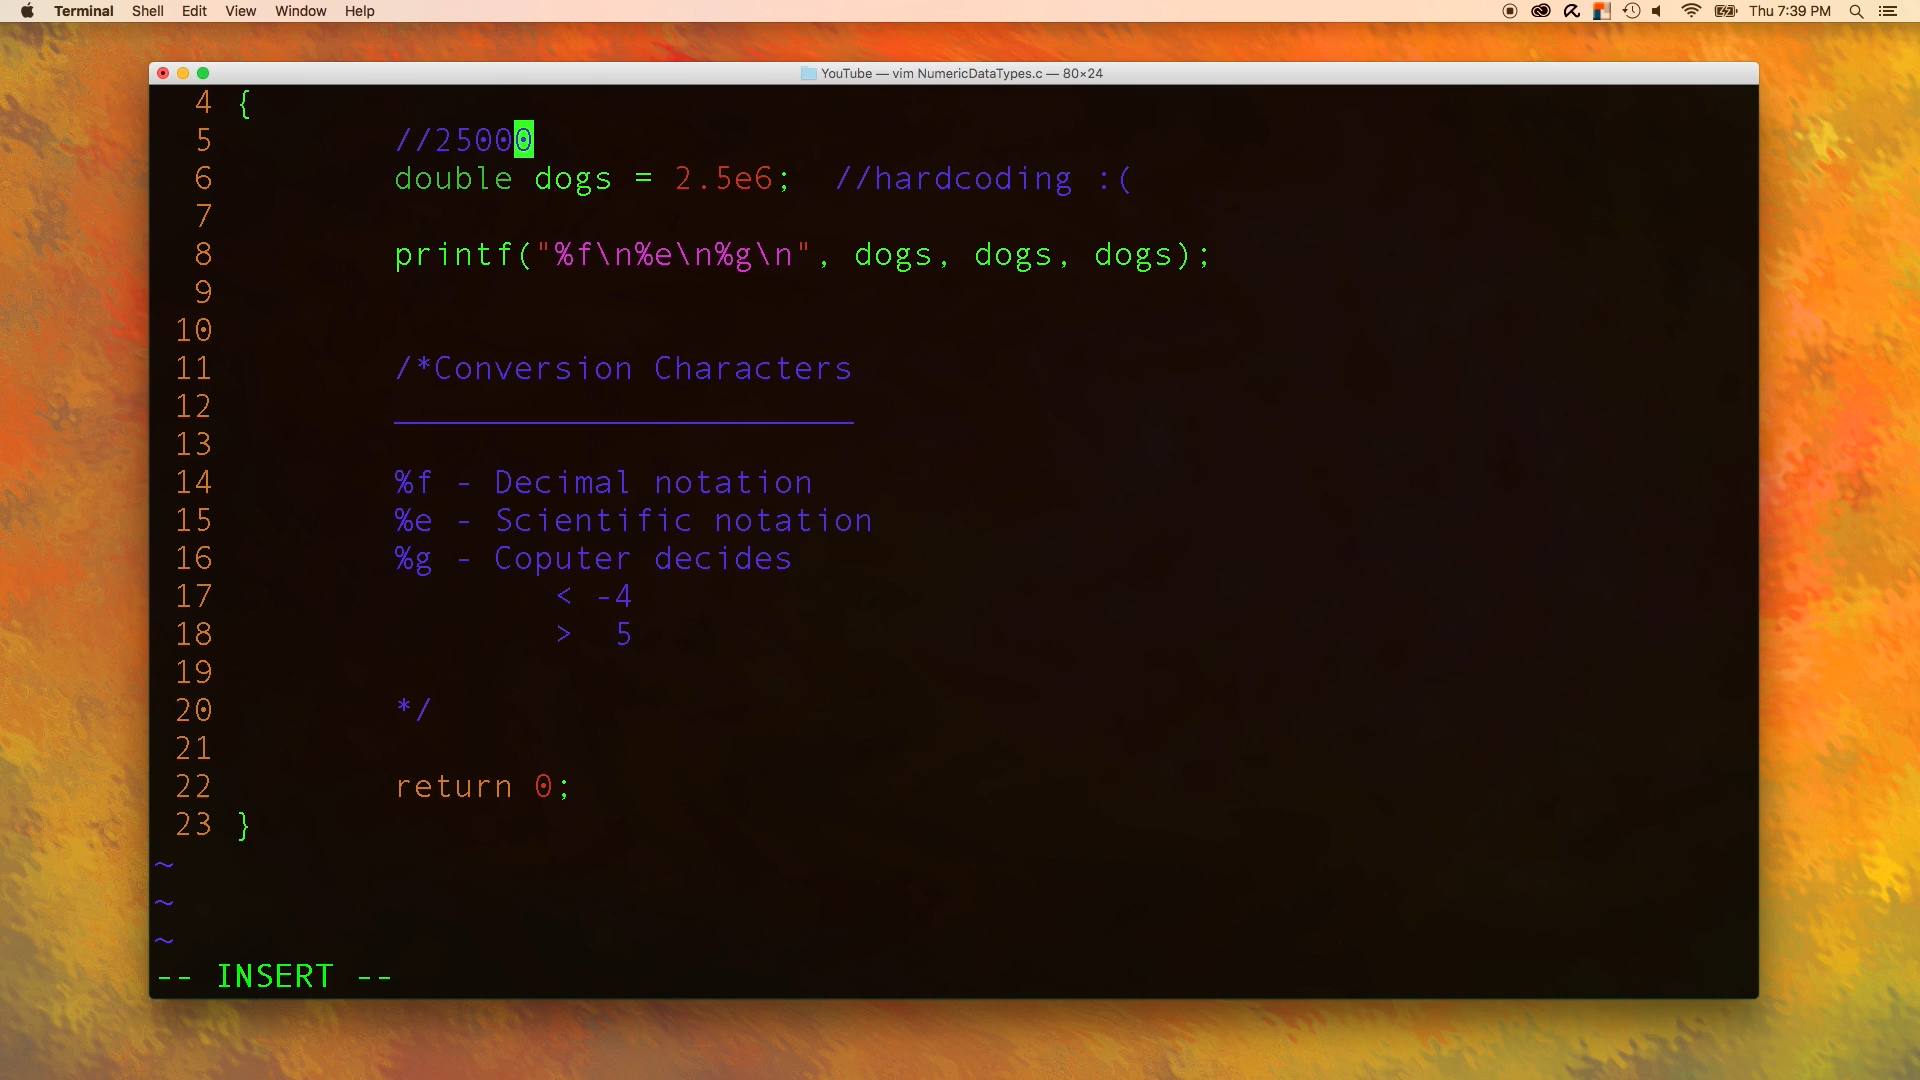 Terminal Shell Edit View Window Help Thu 7:39 PM
YouTube — vim NumericDataTypes.c — 80×24
4 {
5 //25000
6 double dogs = 2.5e6; //hardcoding :(
7
8 printf("%f\n%e\n%g\n", dogs, dogs, dogs);
9
10
11 /*Conversion Characters
12 _______________________
13
14 %f - Decimal notation
15 %e - Scientific notation
16 %g - Coputer decides
17 < -4
18 > 5
19
20 */
21
22 return 0;
23 }
~
~
~
-- INSERT --